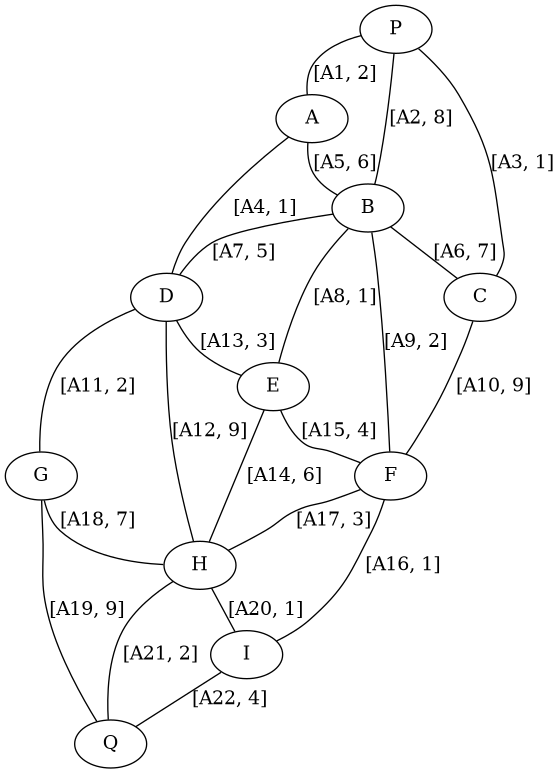 P
[A1, 2]
A
[A2, 8]
[A3, 1]
[A5, 6]
[A4, 1]
B
[A7, 5]
[A6, 7]
D
[A8, 1]
C
[A13, 3]
[A9, 2]
[A11, 2]
E
[A10, 9]
[A12, 9]
[A15, 4]
G
[A14, 6]
F
[A18, 7]
[A17, 3]
H
[A16, 1]
[A19, 9]
[A20, 1]
[A21, 2]
I
[A22, 4]
Q